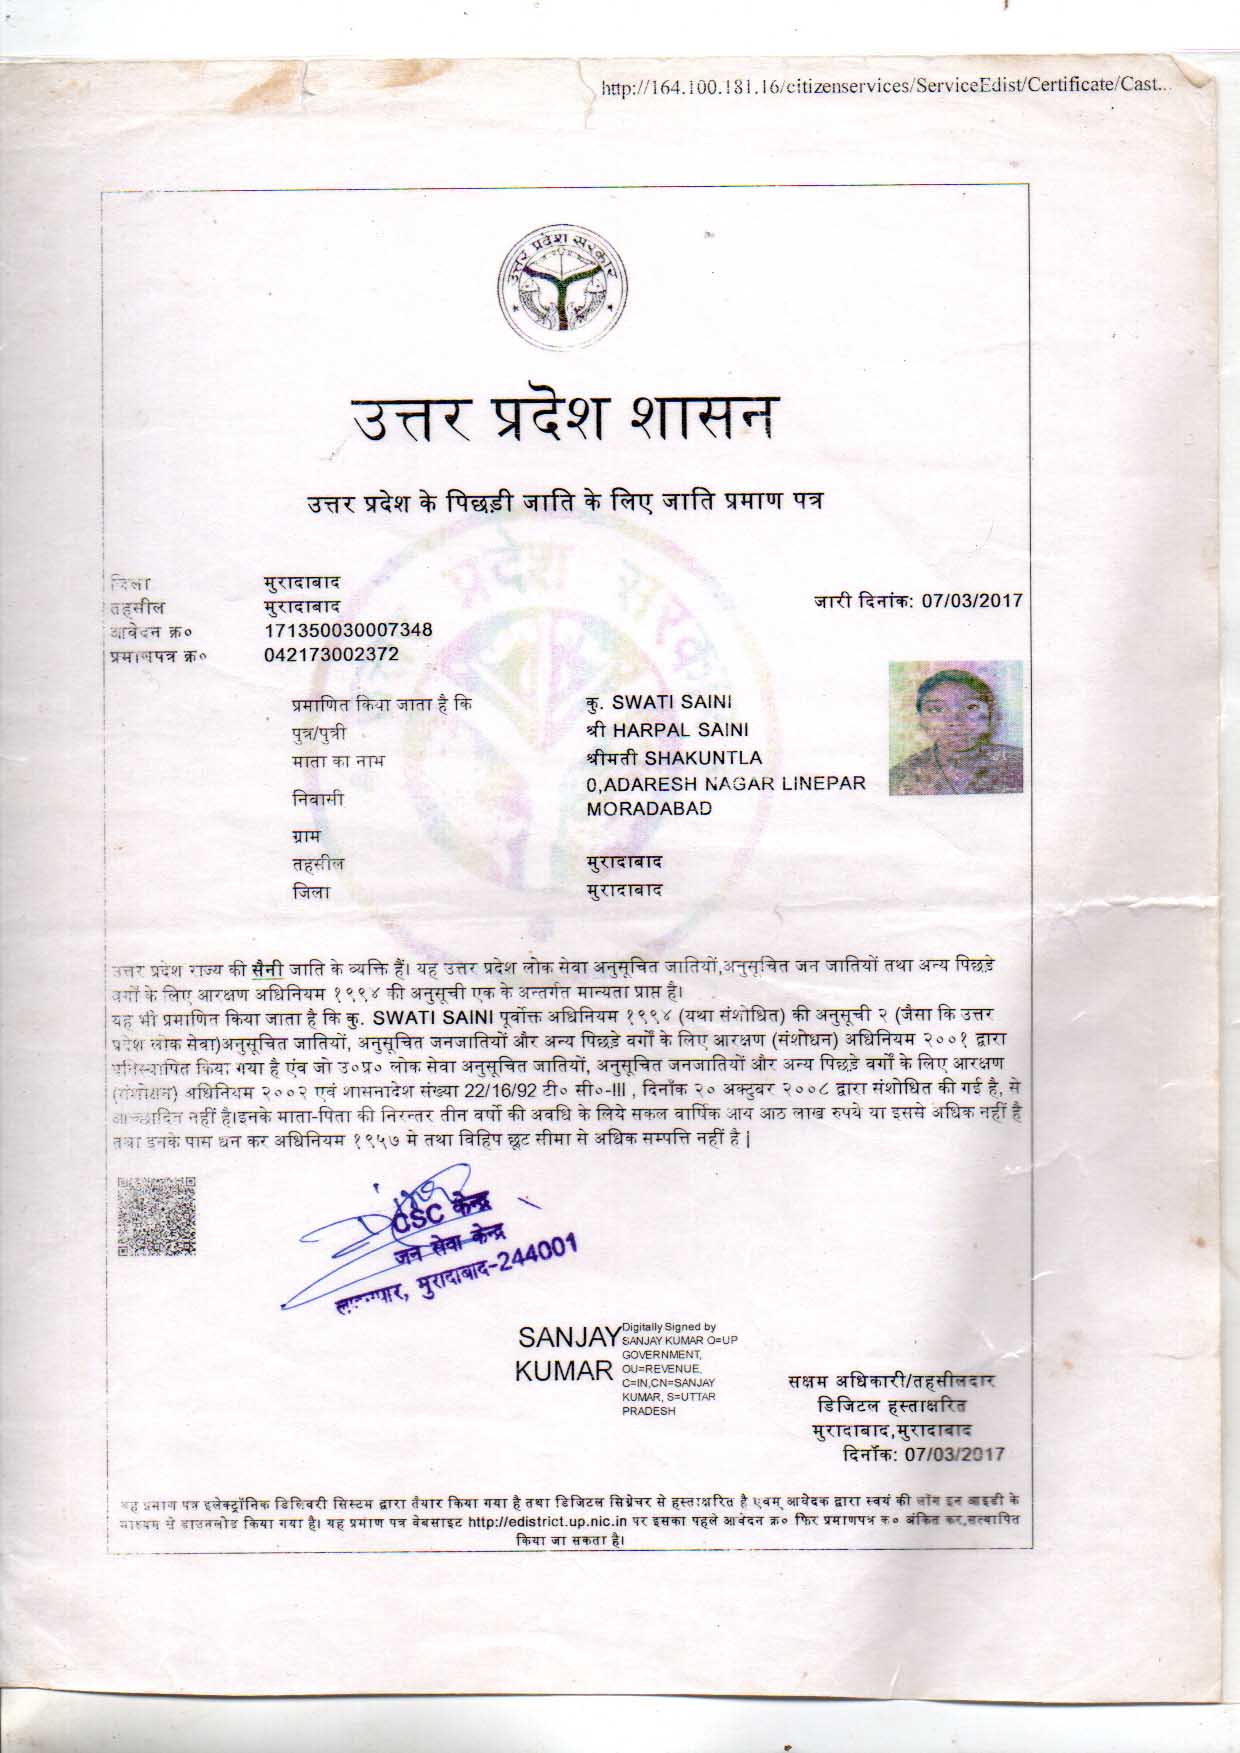 http://164.100.181.16/citizenservices/ServiceEdist/Certificate/Cast...
उत्तर प्रदेश सरकार
उत्तर प्रदेश शासन
उत्तर प्रदेश के पिछड़ी जाति के लिए जाति प्रमाण पत्र
जिला मुरादाबाद
तहसील मुरादाबाद
जारी दिनांक: 07/03/2017
आवेदन क्र० 171350030007348
प्रमाणपत्र क्र० 042173002372
प्रमाणित किया जाता है कि कु. SWATI SAINI
पुत्र/पुत्री श्री HARPAL SAINI
माता का नाम श्रीमती SHAKUNTLA
निवासी 0,ADARESH NAGAR LINEPAR
MORADABAD
ग्राम
तहसील मुरादाबाद
जिला मुरादाबाद
उत्तर प्रदेश राज्य की सैनी जाति के व्यक्ति हैं। यह उत्तर प्रदेश लोक सेवा अनुसूचित जातियों,अनुसूचित जन जातियों तथा अन्य पिछड़े
वर्गों के लिए आरक्षण अधिनियम १९९४ की अनुसूची एक के अन्तर्गत मान्यता प्राप्त है।
यह भी प्रमाणित किया जाता है कि कु. SWATI SAINI पूर्वोक्त अधिनियम १९९४ (यथा संशोधित) की अनुसूची २ (जैसा कि उत्तर
प्रदेश लोक सेवा)अनुसूचित जातियों, अनुसूचित जनजातियों और अन्य पिछड़े वर्गों के लिए आरक्षण (संशोधन) अधिनियम २००१ द्वारा
प्रतिस्थापित किया गया है एंव जो उ०प्र० लोक सेवा अनुसूचित जातियों, अनुसूचित जनजातियों और अन्य पिछड़े वर्गों के लिए आरक्षण
(संशोधन) अधिनियम २००२ एवं शासनादेश संख्या 22/16/92 टी० सी०-III , दिनाँक २० अक्टुबर २००८ द्वारा संशोधित की गई है, से
आच्छादित नहीं है।इनके माता-पिता की निरन्तर तीन वर्षो की अवधि के लिये सकल वार्षिक आय आठ लाख रुपये या इससे अधिक नहीं है
तथा इनके पास धन कर अधिनियम १९५७ मे तथा विहिप छूट सीमा से अधिक सम्पत्ति नहीं है |
CSC केन्द्र
जन सेवा केन्द्र
मुरादाबाद-244001
SANJAY
KUMAR
Digitally Signed by
SANJAY KUMAR O=UP
GOVERNMENT,
OU=REVENUE,
C=IN,CN=SANJAY
KUMAR, S=UTTAR
PRADESH
सक्षम अधिकारी/तहसीलदार
डिजिटल हस्ताक्षरित
मुरादाबाद,मुरादाबाद
दिनॉक: 07/03/2017
यह प्रमाण पत्र इलेक्ट्रॉनिक डिलिवरी सिस्टम द्वारा तैयार किया गया है तथा डिजिटल सिग्नेचर से हस्ताक्षरित है एवम् आवेदक द्वारा स्वयं की लॉग इन आइडी के
माध्यम से डाउनलोड किया गया है। यह प्रमाण पत्र वेबसाइट http://edistrict.up.nic.in पर इसका पहले आवेदन क्र० फिर प्रमाणपत्र क० अंकित कर,सत्यापित
किया जा सकता है।